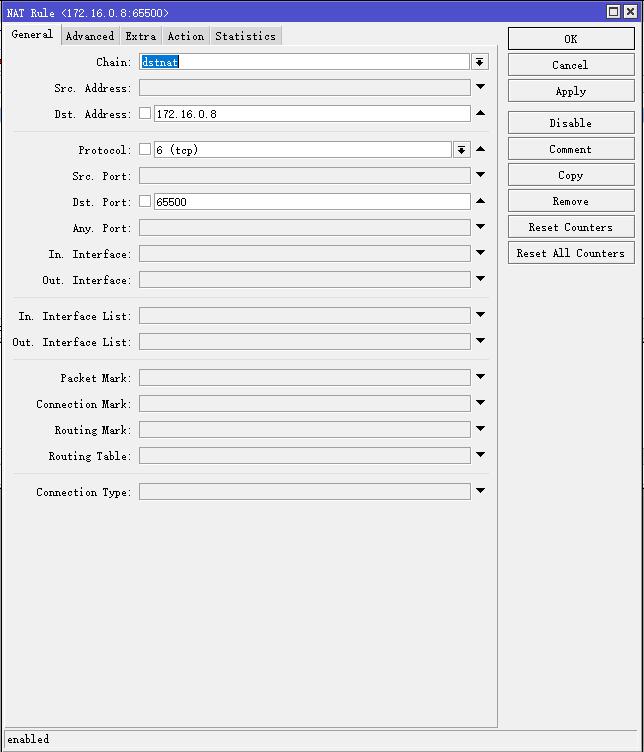 NAT Rule <172.16.0.8:65500>
General Advanced Extra Action Statistics
Chain: dstnat
Src. Address:
Dst. Address: 172.16.0.8
Protocol: 6 (tcp)
Src. Port:
Dst. Port: 65500
Any. Port:
In. Interface:
Out. Interface:
In. Interface List:
Out. Interface List:
Packet Mark:
Connection Mark:
Routing Mark:
Routing Table:
Connection Type:
OK
Cancel
Apply
Disable
Comment
Copy
Remove
Reset Counters
Reset All Counters
enabled